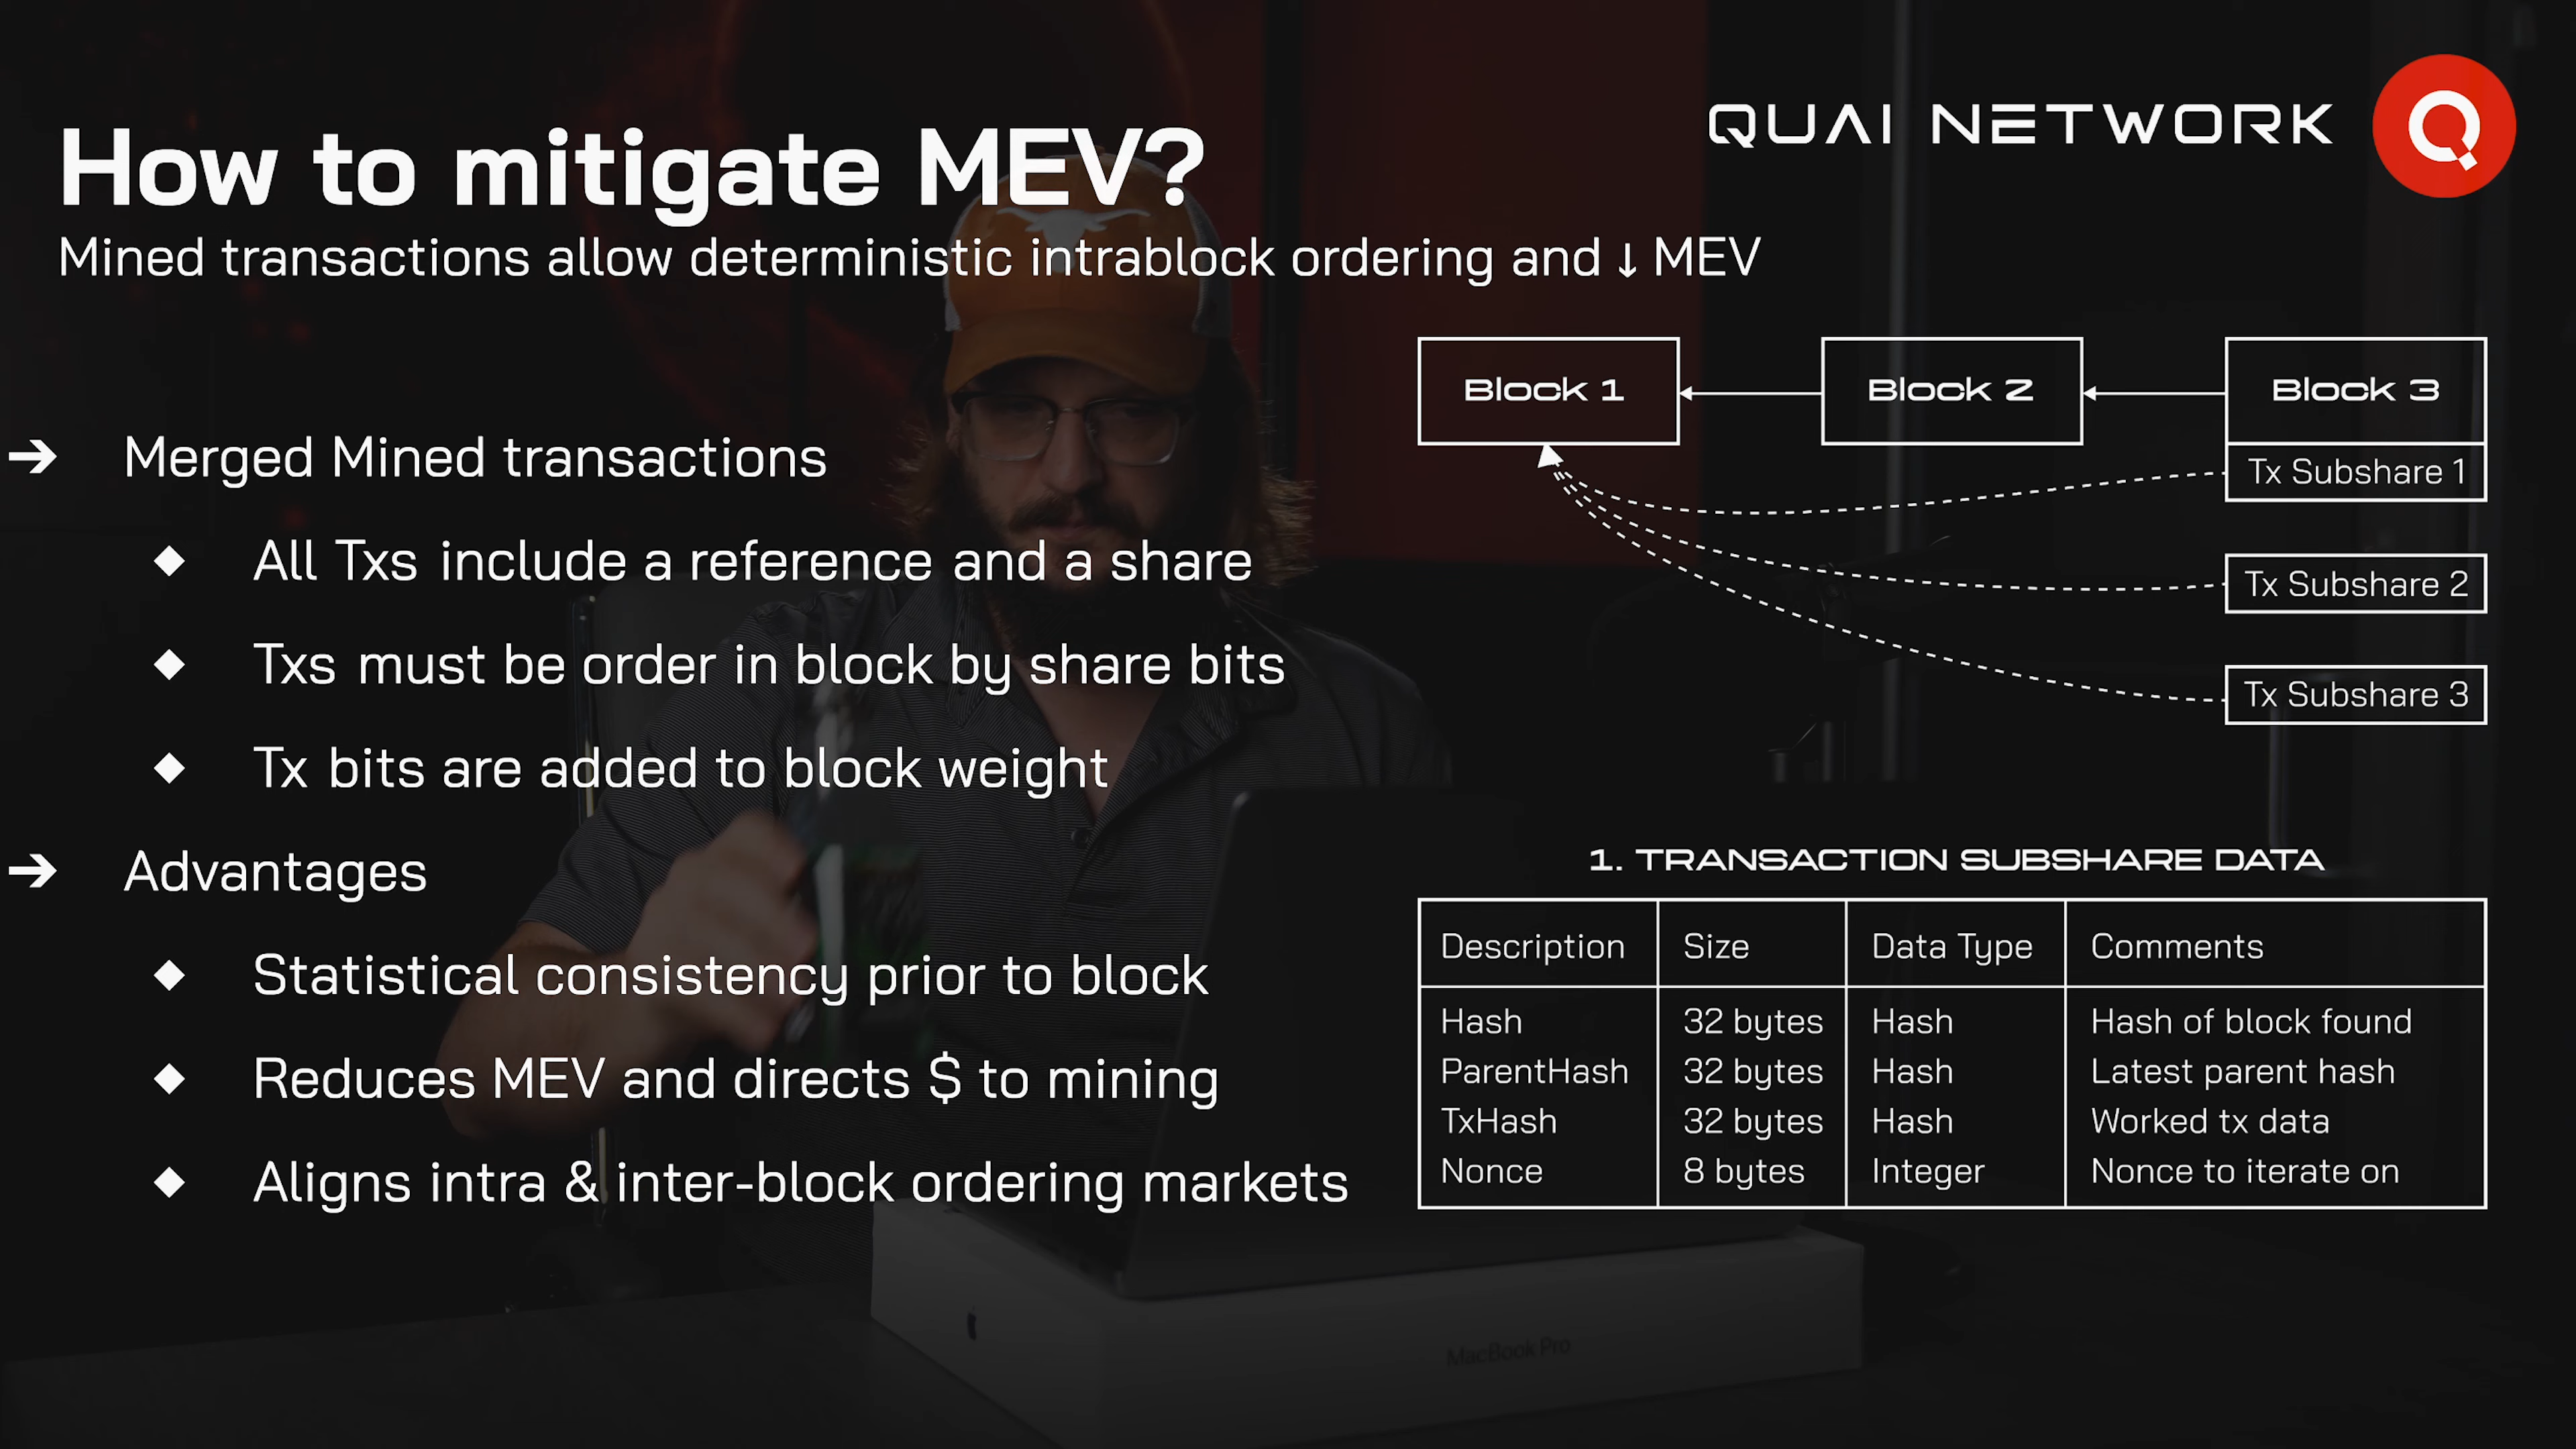 How to mitigate MEV?
QUAI NETWORK
Mined transactions allow deterministic intrablock ordering and ↓ MEV
→ Merged Mined transactions
◆ All Txs include a reference and a share
◆ Txs must be order in block by share bits
◆ Tx bits are added to block weight
→ Advantages
◆ Statistical consistency prior to block
◆ Reduces MEV and directs $ to mining
◆ Aligns intra & inter-block ordering markets
Block 1 Block 2 Block 3
Tx Subshare 1
Tx Subshare 2
Tx Subshare 3
1. TRANSACTION SUBSHARE DATA
Description Size Data Type Comments
Hash 32 bytes Hash Hash of block found
ParentHash 32 bytes Hash Latest parent hash
TxHash 32 bytes Hash Worked tx data
Nonce 8 bytes Integer Nonce to iterate on
MacBook Pro